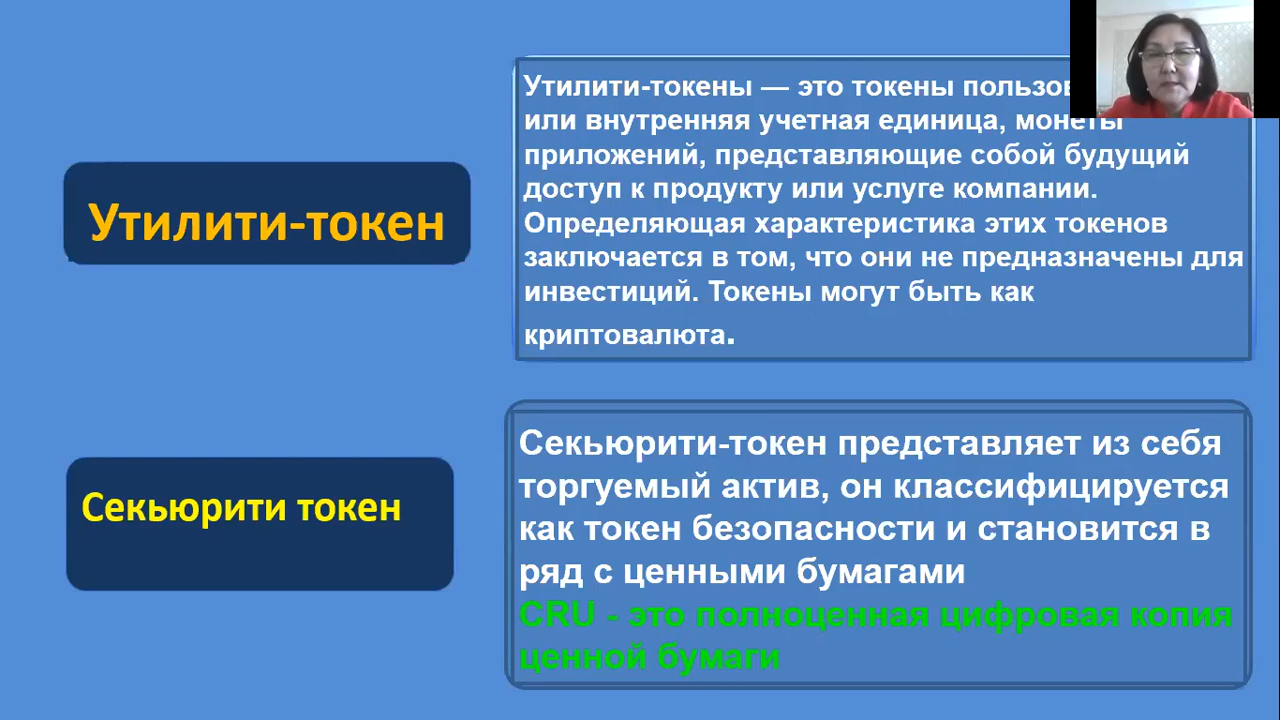 Утилити-токен
Утилити-токены — это токены
или внутренняя учетная единица, монеты
приложений, представляющие собой будущий
доступ к продукту или услуге компании.
Определяющая характеристика этих токенов
заключается в том, что они не предназначены для
инвестиций. Токены могут быть как
криптовалюта.
Секьюрити токен
Секьюрити-токен представляет из себя
торгуемый актив, он классифицируется
как токен безопасности и становится в
ряд с ценными бумагами
CRU - это полноценная цифровая копия
ценной бумаги